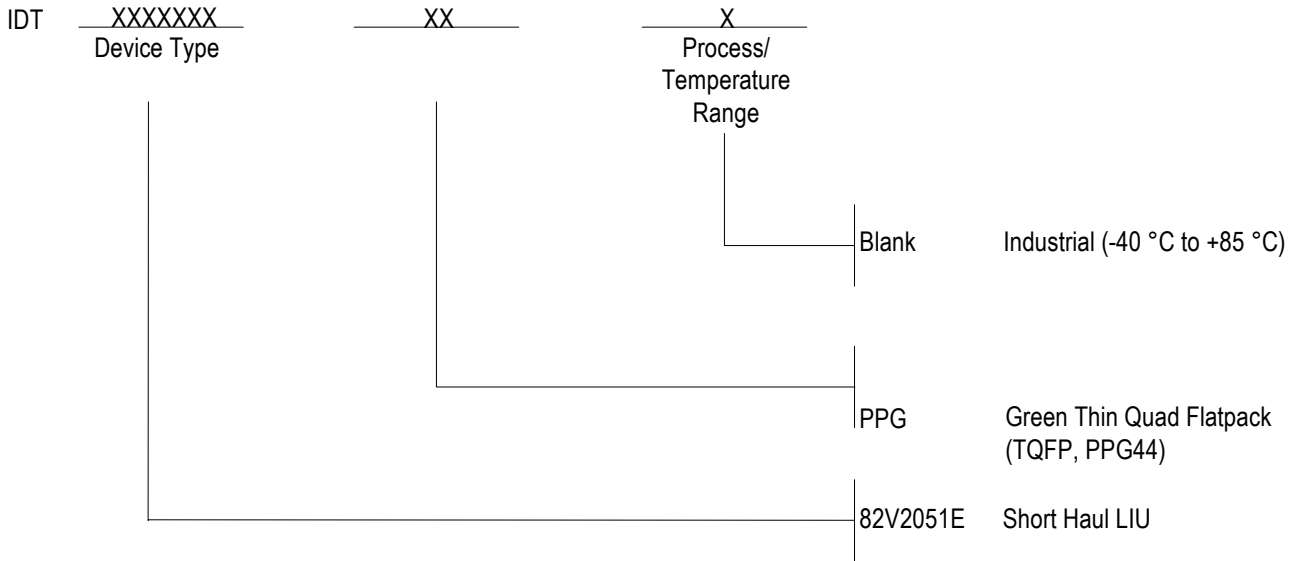 IDT XXXXXXX XX X
Device Type Process/
Temperature
Range
Blank Industrial (-40 °C to +85 °C)
PPG Green Thin Quad Flatpack
(TQFP, PPG44)
82V2051E Short Haul LIU